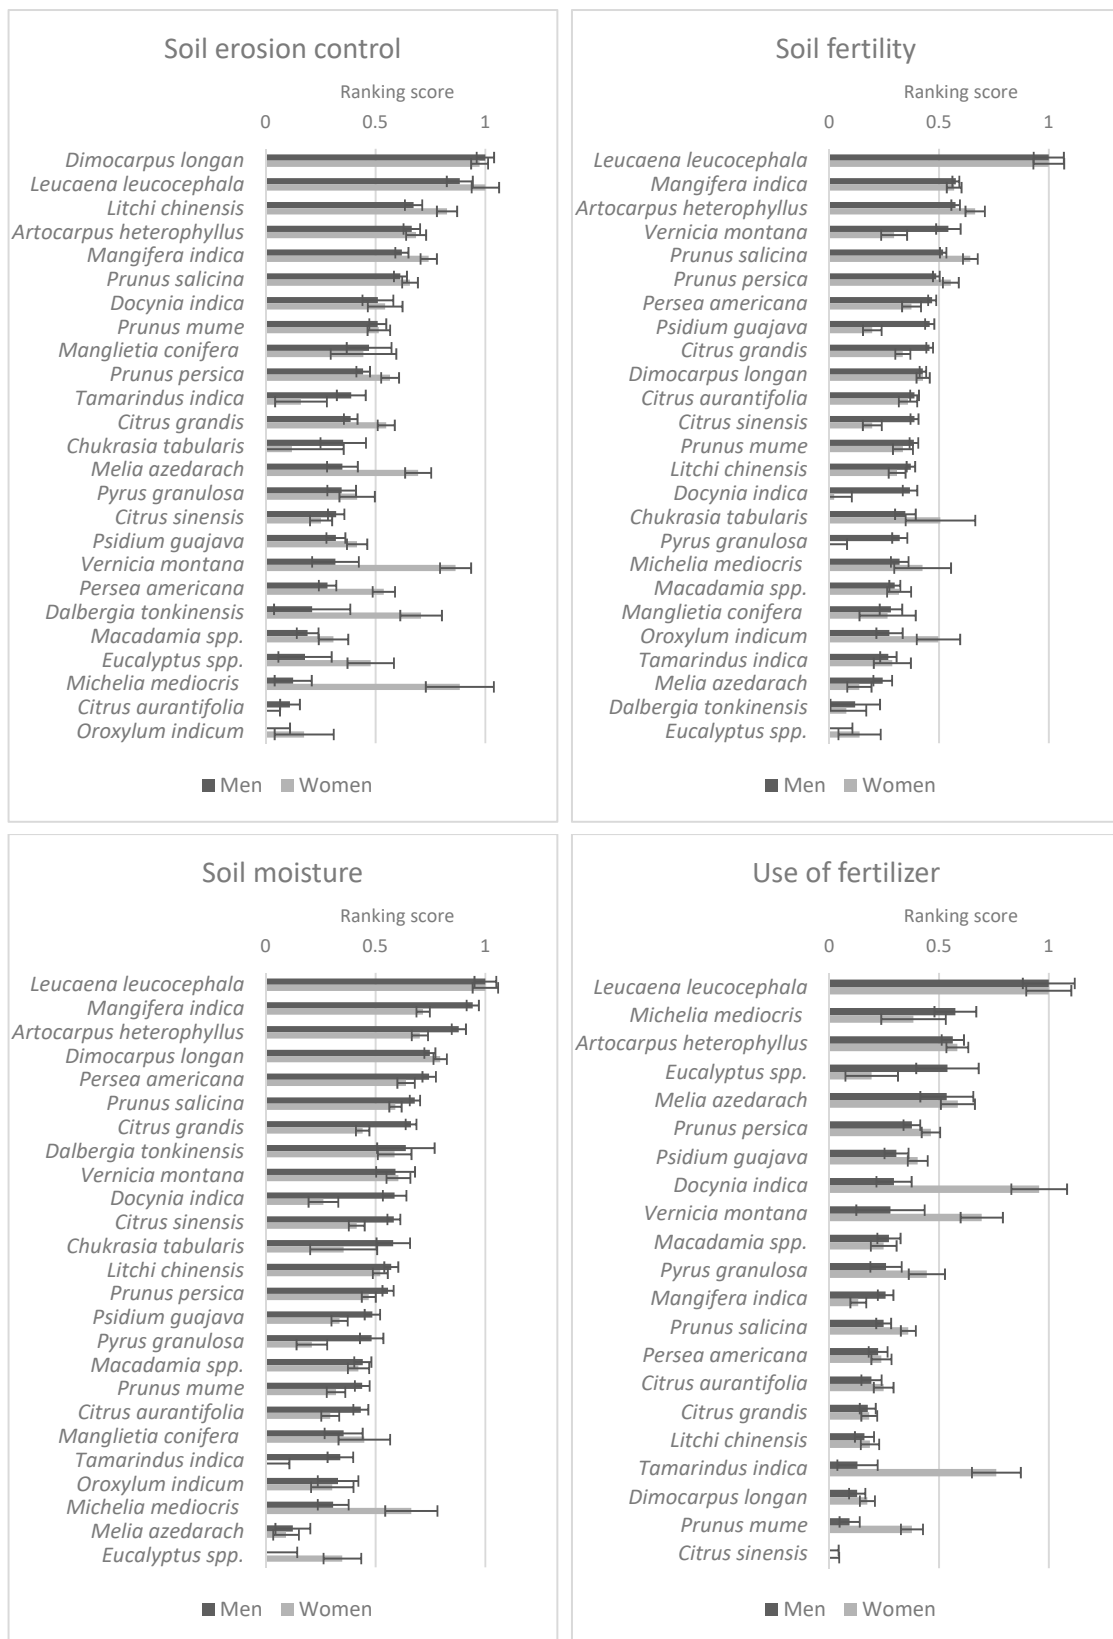 Soil erosion control
Ranking score
0 0.5 1
Dimocarpus longan
Leucaena leucocephala
Litchi chinensis
Artocarpus heterophyllus
Mangifera indica
Prunus salicina
Docynia indica
Prunus mume
Manglietia conifera
Prunus persica
Tamarindus indica
Citrus grandis
Chukrasia tabularis
Melia azedarach
Pyrus granulosa
Citrus sinensis
Psidium guajava
Vernicia montana
Persea americana
Dalbergia tonkinensis
Macadamia spp.
Eucalyptus spp.
Michelia mediocris
Citrus aurantifolia
Oroxylum indicum
Men Women
Soil fertility
Ranking score
0 0.5 1
Leucaena leucocephala
Mangifera indica
Artocarpus heterophyllus
Vernicia montana
Prunus salicina
Prunus persica
Persea americana
Psidium guajava
Citrus grandis
Dimocarpus longan
Citrus aurantifolia
Citrus sinensis
Prunus mume
Litchi chinensis
Docynia indica
Chukrasia tabularis
Pyrus granulosa
Michelia mediocris
Macadamia spp.
Manglietia conifera
Oroxylum indicum
Tamarindus indica
Melia azedarach
Dalbergia tonkinensis
Eucalyptus spp.
Men Women
Soil moisture
Ranking score
0 0.5 1
Leucaena leucocephala
Mangifera indica
Artocarpus heterophyllus
Dimocarpus longan
Persea americana
Prunus salicina
Citrus grandis
Dalbergia tonkinensis
Vernicia montana
Docynia indica
Citrus sinensis
Chukrasia tabularis
Litchi chinensis
Prunus persica
Psidium guajava
Pyrus granulosa
Macadamia spp.
Prunus mume
Citrus aurantifolia
Manglietia conifera
Tamarindus indica
Oroxylum indicum
Michelia mediocris
Melia azedarach
Eucalyptus spp.
Men Women
Use of fertilizer
Ranking score
0 0.5 1
Leucaena leucocephala
Michelia mediocris
Artocarpus heterophyllus
Eucalyptus spp.
Melia azedarach
Prunus persica
Psidium guajava
Docynia indica
Vernicia montana
Macadamia spp.
Pyrus granulosa
Mangifera indica
Prunus salicina
Persea americana
Citrus aurantifolia
Citrus grandis
Litchi chinensis
Tamarindus indica
Dimocarpus longan
Prunus mume
Citrus sinensis
Men Women